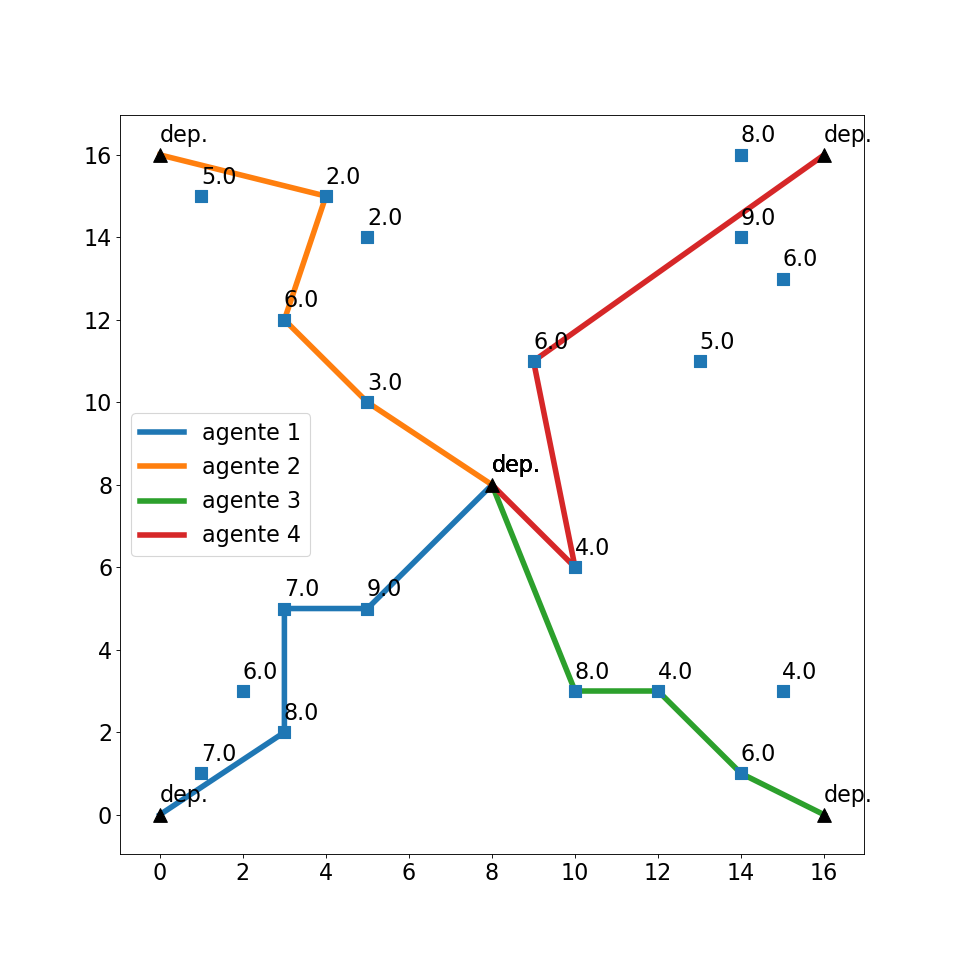 dep. 8.0 dep.
16
5.0 2.0
2.0 9.0
14
6.0
6.0
12
6.0 5.0
3.0
10
agente 1
agente 2
agente 3
agente 4
dep.
8
4.0
6
7.0 9.0
4
6.0 8.0 4.0 4.0
8.0
2
7.0 6.0
dep. dep.
0
0 2 4 6 8 10 12 14 16